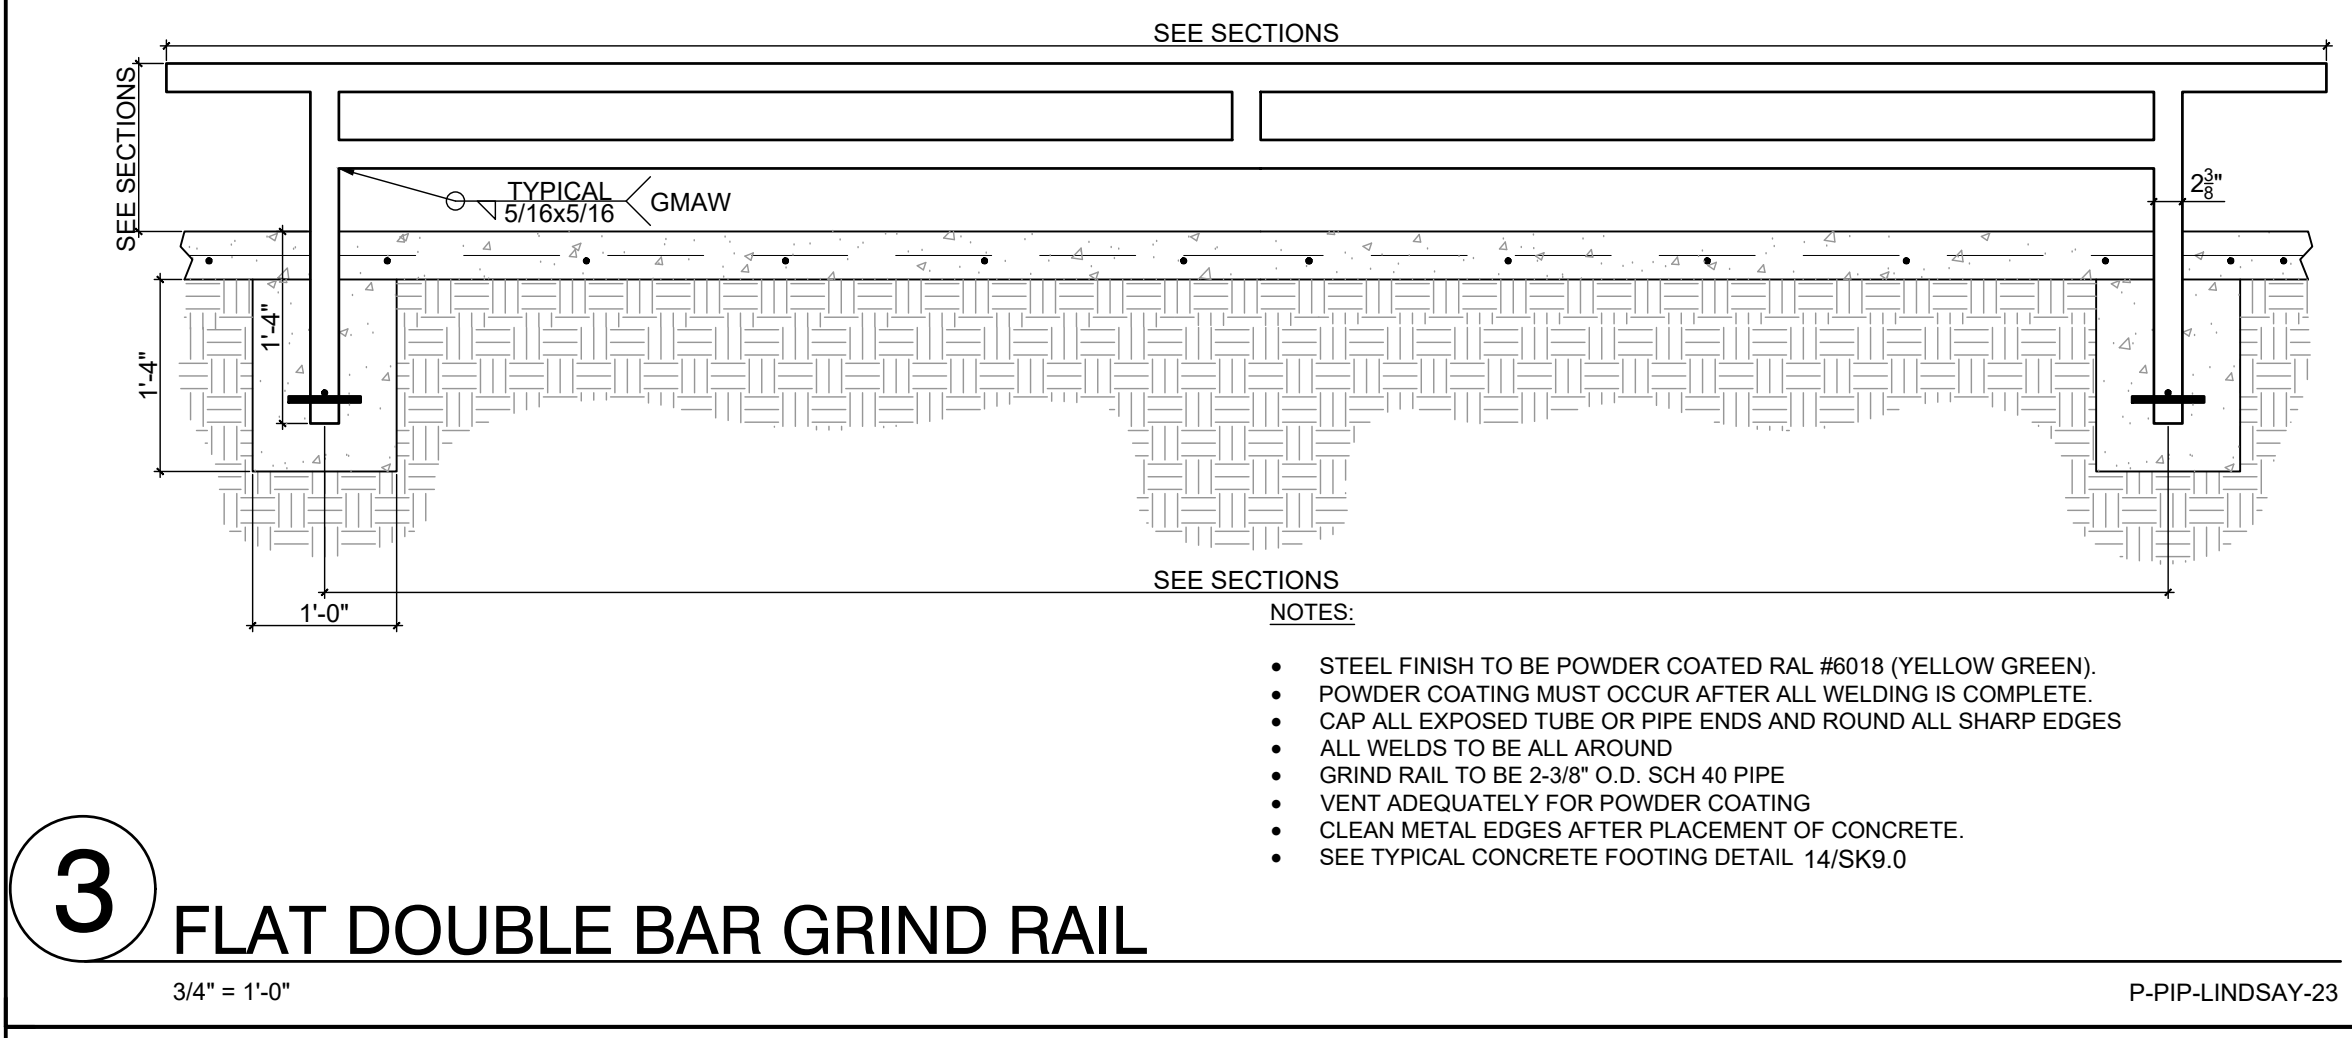 SEE SECTIONS
SEE SECTIONS
TYPICAL
5/16x5/16
GMAW
2 3/8"
1'-4"
1'-4"
SEE SECTIONS
1'-0"
NOTES:
• STEEL FINISH TO BE POWDER COATED RAL #6018 (YELLOW GREEN).
• POWDER COATING MUST OCCUR AFTER ALL WELDING IS COMPLETE.
• CAP ALL EXPOSED TUBE OR PIPE ENDS AND ROUND ALL SHARP EDGES
• ALL WELDS TO BE ALL AROUND
• GRIND RAIL TO BE 2-3/8" O.D. SCH 40 PIPE
• VENT ADEQUATELY FOR POWDER COATING
• CLEAN METAL EDGES AFTER PLACEMENT OF CONCRETE.
• SEE TYPICAL CONCRETE FOOTING DETAIL 14/SK9.0
3
FLAT DOUBLE BAR GRIND RAIL
3/4" = 1'-0"
P-PIP-LINDSAY-23